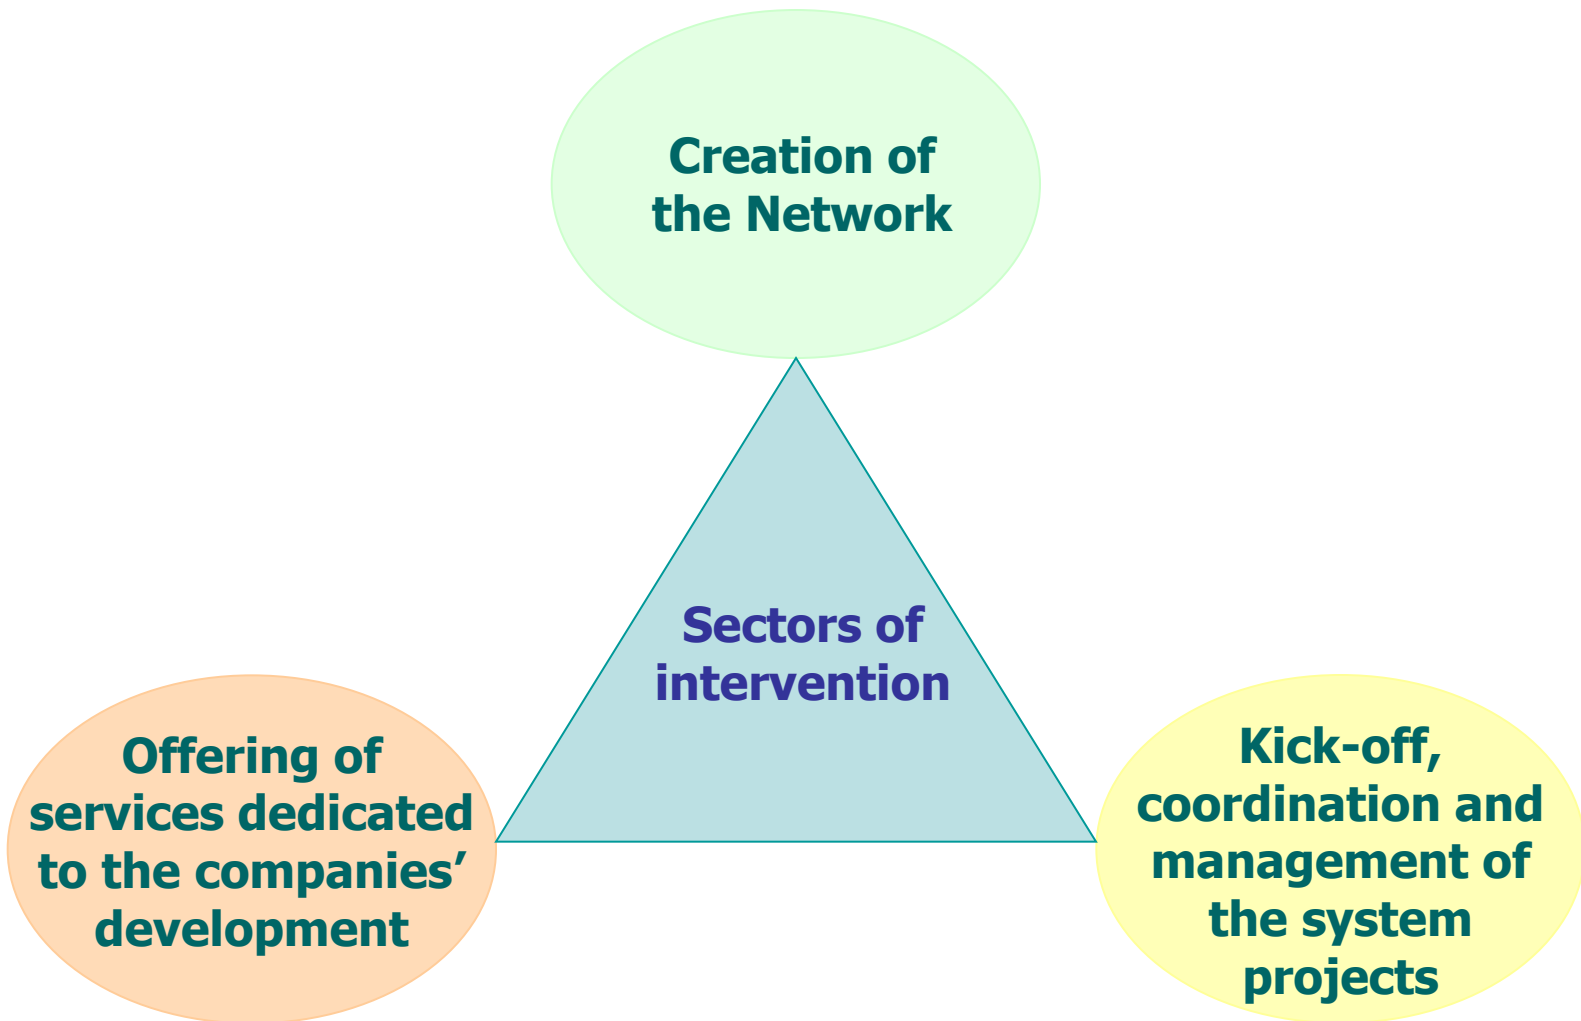 Creation of
the Network
Sectors of
intervention
Offering of
services dedicated
to the companies’
development
Kick-off,
coordination and
management of
the system
projects